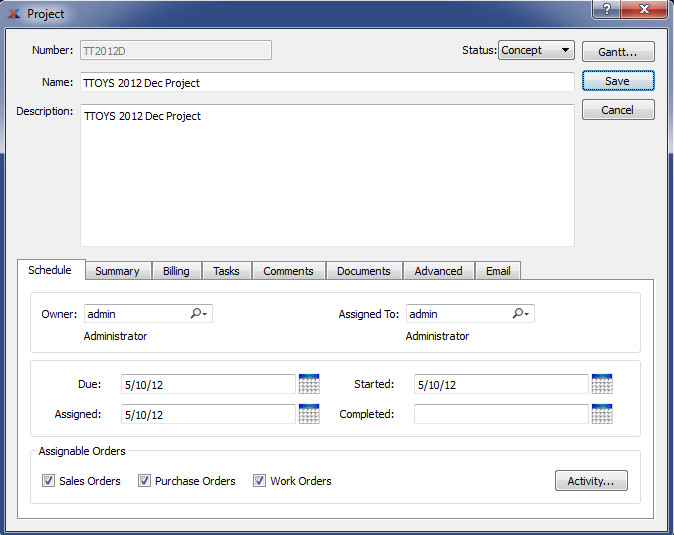 Project
Number: TT2012D Status: Concept Gantt...
Name: TTOYS 2012 Dec Project Save
Description: TTOYS 2012 Dec Project Cancel
Schedule Summary Billing Tasks Comments Documents Advanced Email
Owner: admin Assigned To: admin
Administrator Administrator
Due: 5/10/12 Started: 5/10/12
Assigned: 5/10/12 Completed:
Assignable Orders
Sales Orders Purchase Orders Work Orders Activity...